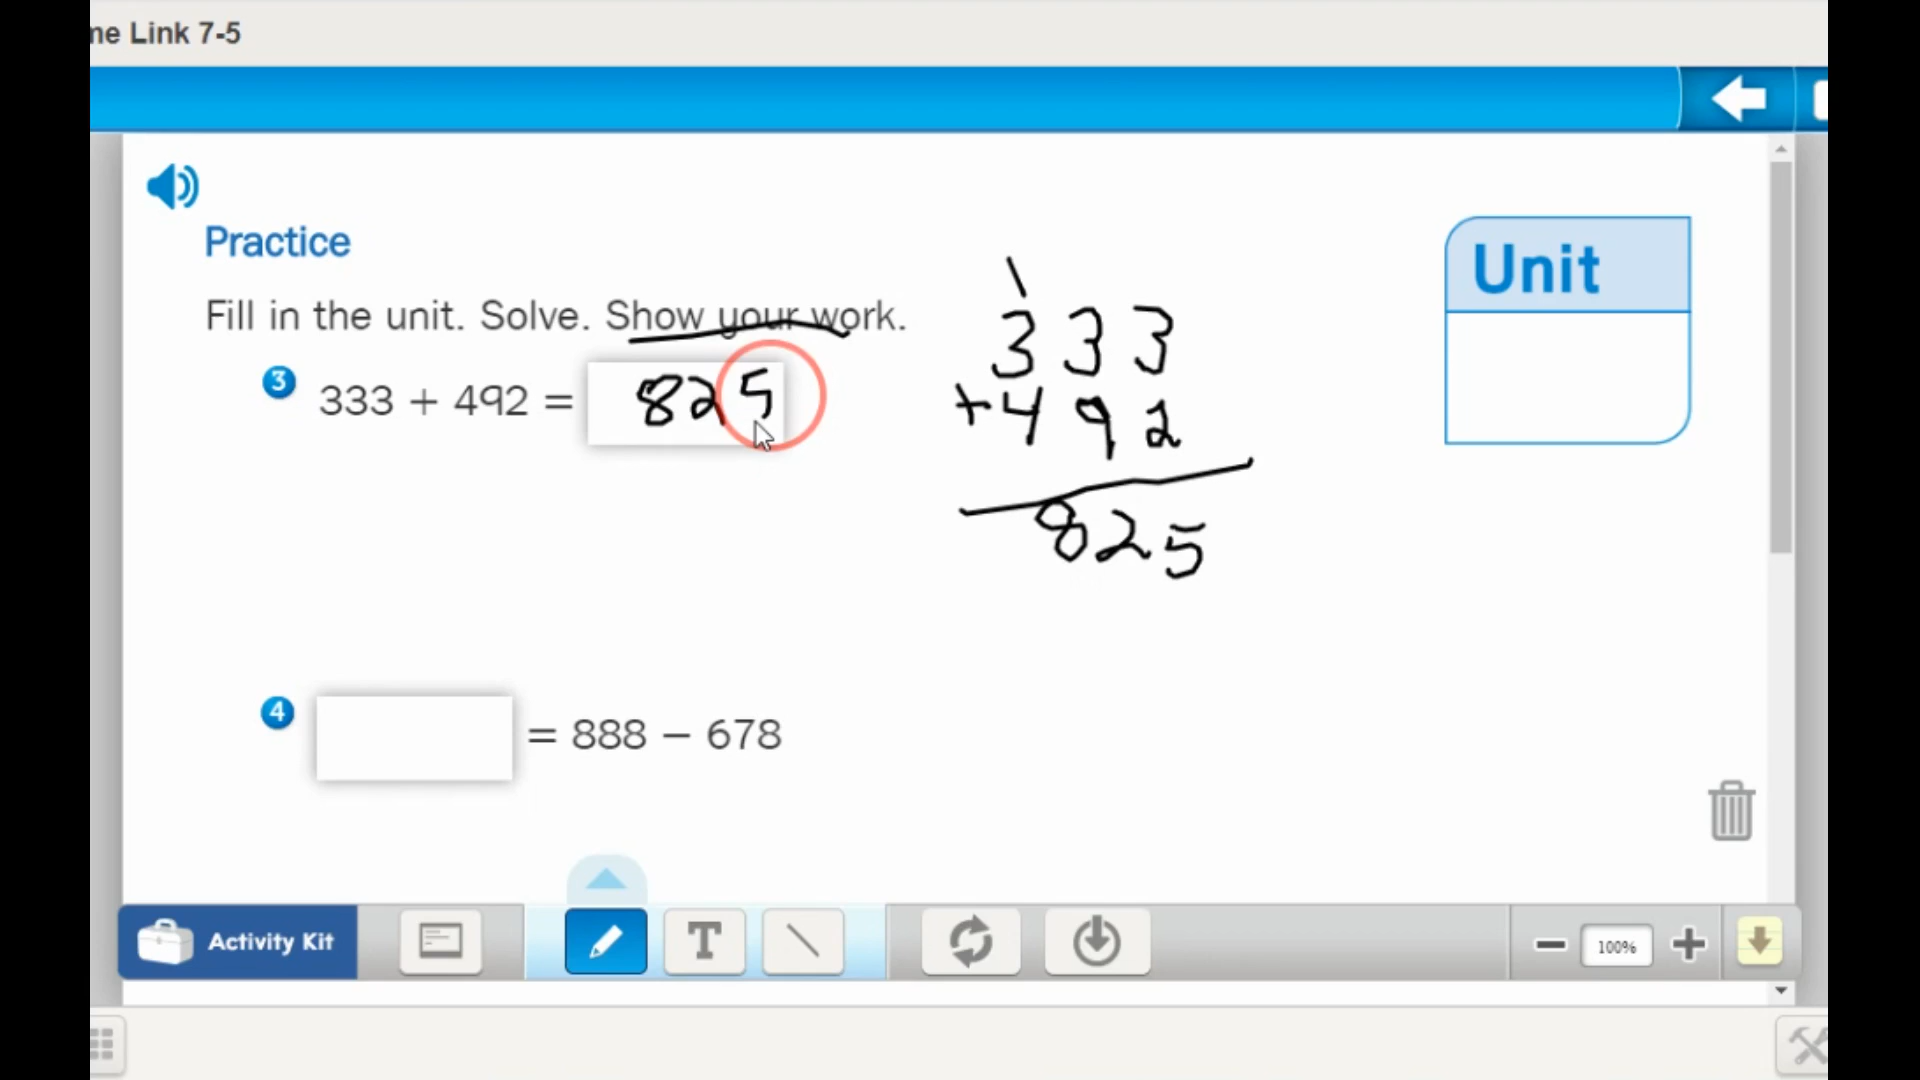 me Link 7-5
Practice
Unit
Fill in the unit. Solve. Show your work.
3 333 + 492 = 825
1
333
+492
825
4 = 888 − 678
Activity Kit
T
100%